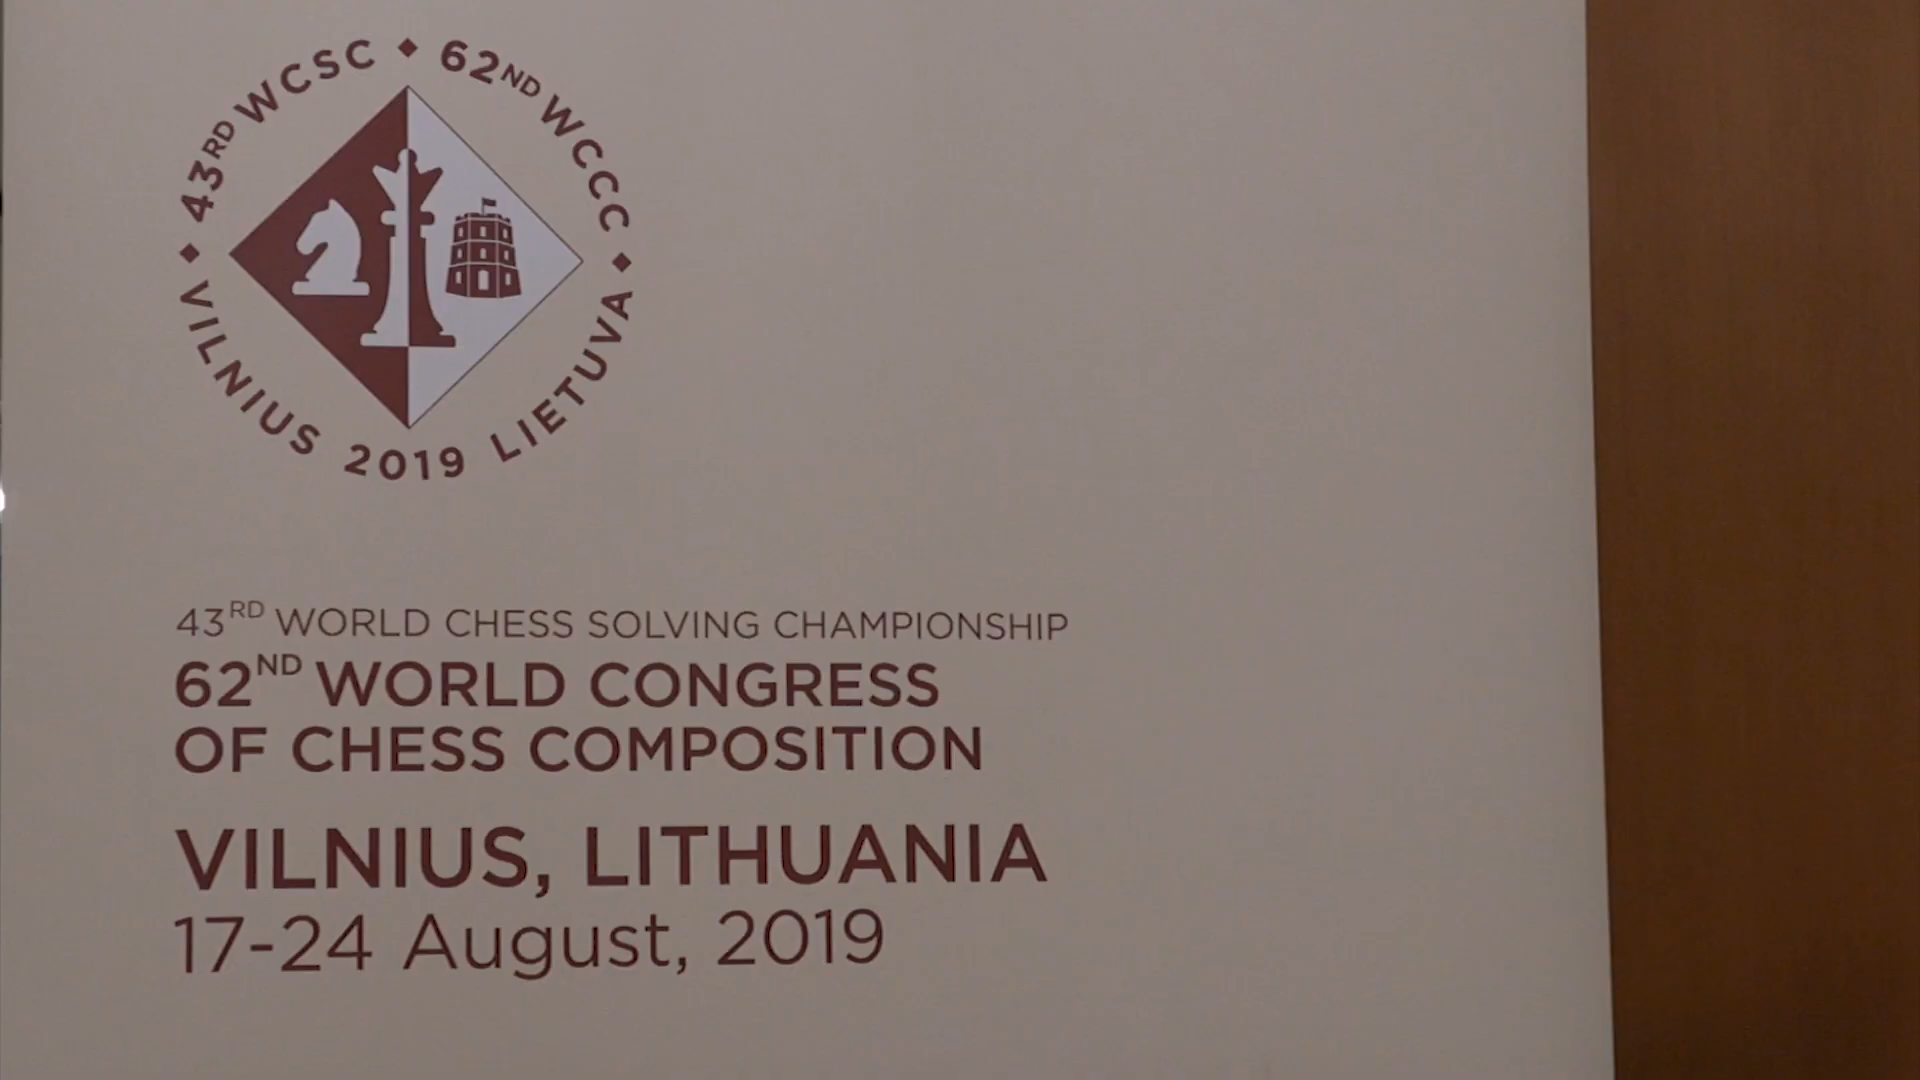 43RD WCSC ◆ 62ND WCCC
◆ VILNIUS 2019 LIETUVA ◆
43RD WORLD CHESS SOLVING CHAMPIONSHIP
62ND WORLD CONGRESS
OF CHESS COMPOSITION
VILNIUS, LITHUANIA
17-24 August, 2019